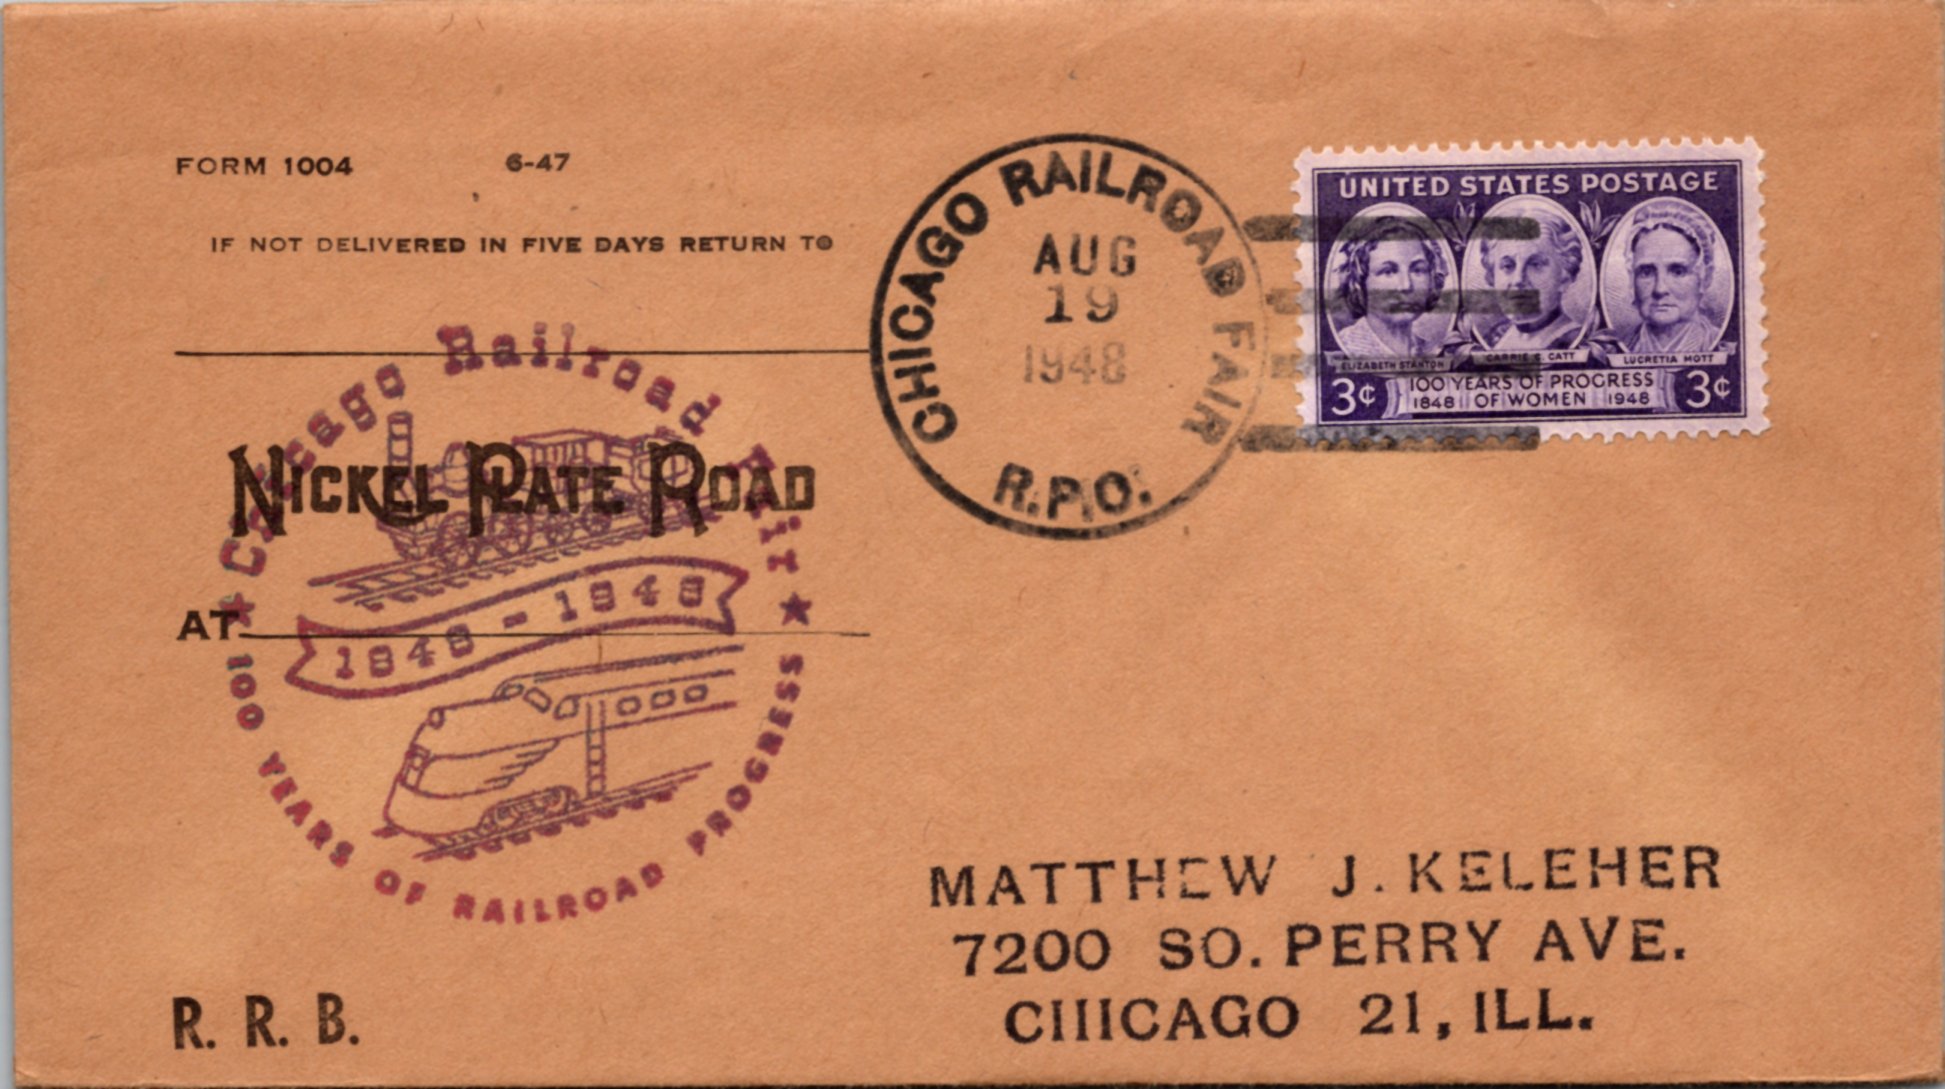 FORM 1004 6-47
IF NOT DELIVERED IN FIVE DAYS RETURN TO
NICKEL PLATE ROAD
AT
Chicago Railroad Fair
1848 - 1948
★ 100 YEARS OF RAILROAD PROGRESS ★
R. R. B.
CHICAGO RAILROAD FAIR
AUG
19
1948
R.P.O.
UNITED STATES POSTAGE
ELIZABETH STANTON CARRIE C. CATT LUCRETIA MOTT
3¢ 100 YEARS OF PROGRESS 3¢
1848 OF WOMEN 1948
MATTHEW J. KELEHER
7200 SO. PERRY AVE.
CHICAGO 21, ILL.